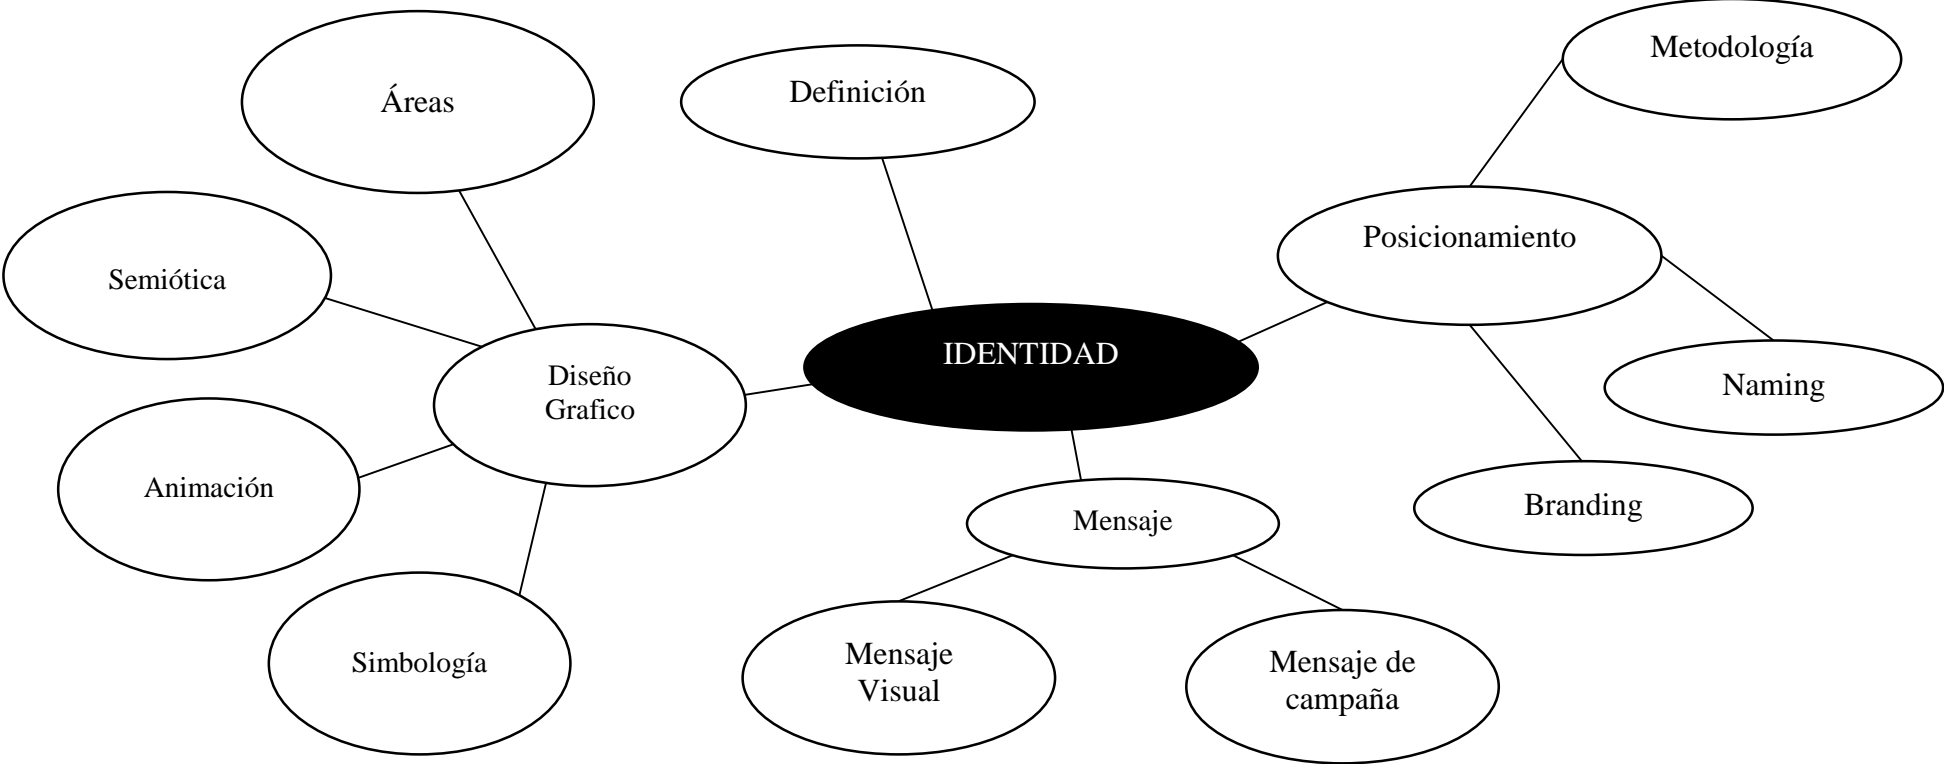 Metodología
Áreas
Definición
Posicionamiento
Semiótica
IDENTIDAD
Diseño
Grafico
Naming
Animación
Branding
Mensaje
Simbología
Mensaje
Visual
Mensaje de
campaña